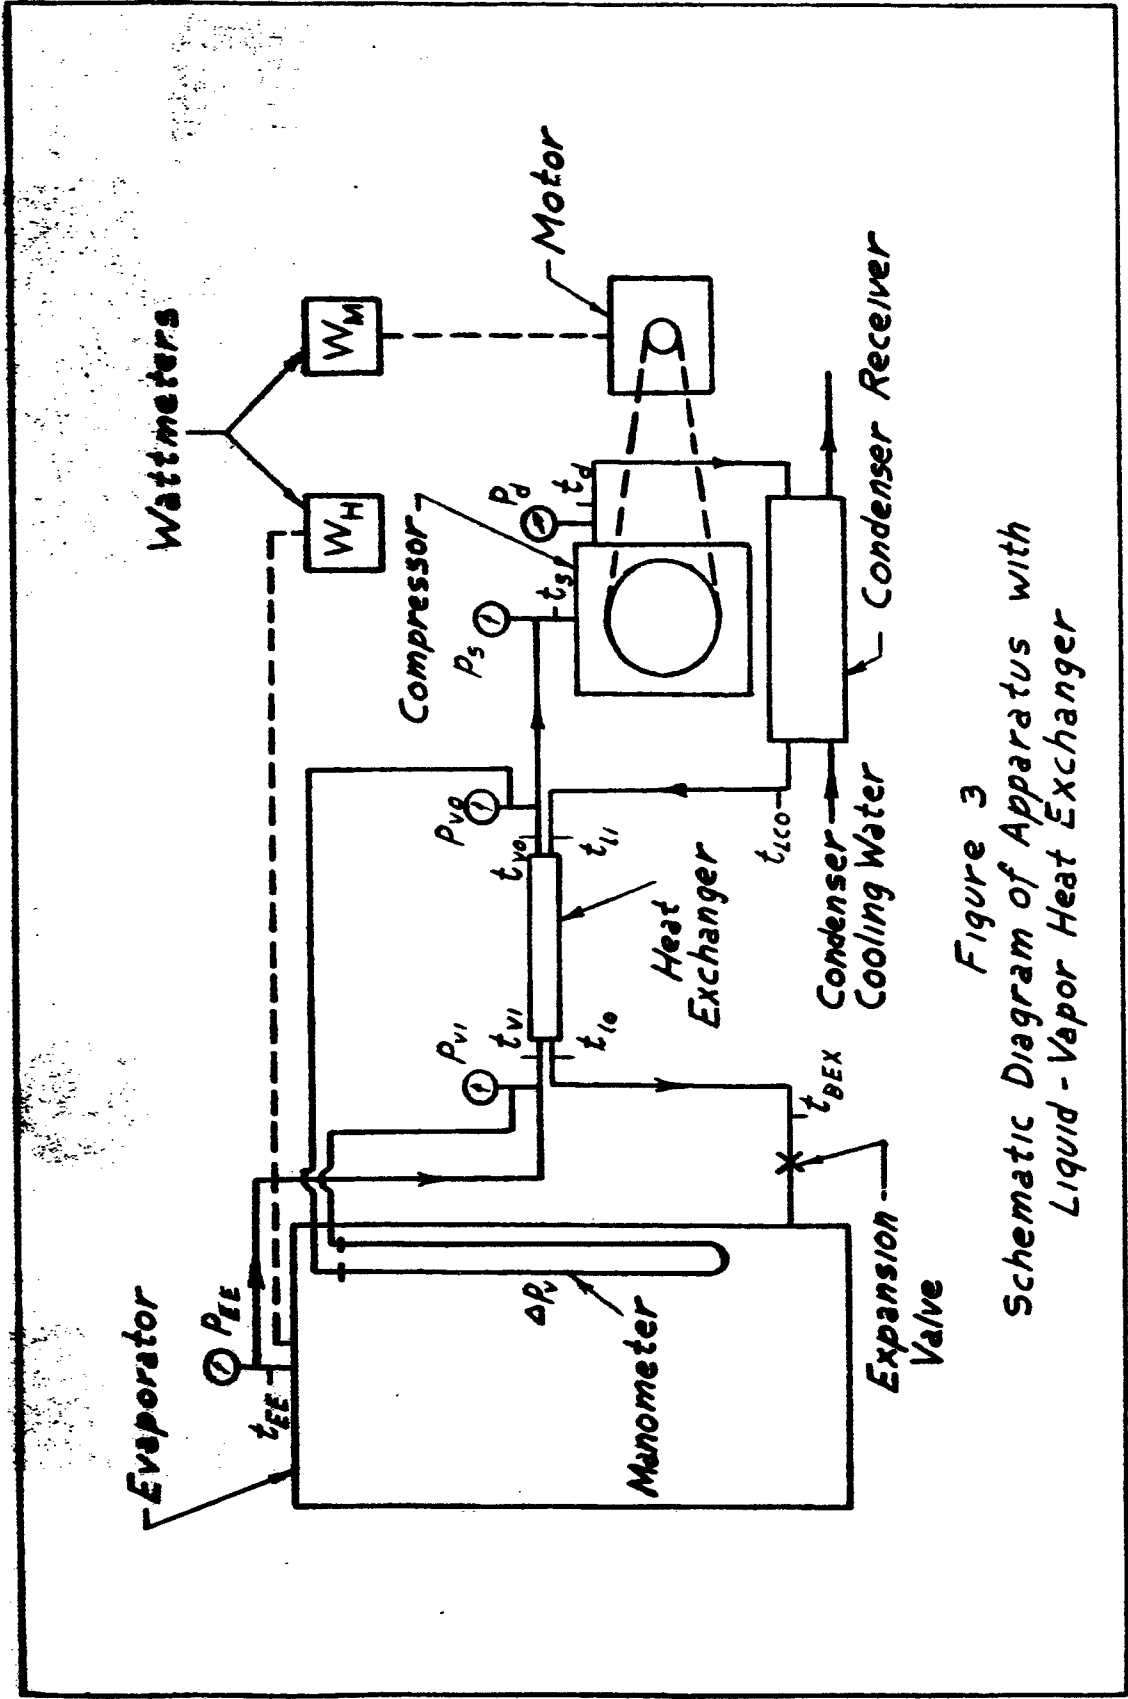 Wattmeters
W_H
W_M
Evaporator
P_EE
t_EE
Compressor
P_S
t_S
P_d
t_d
Motor
P_VI
t_VI
P_VO
t_VO
t_lo
t_li
Heat
Exchanger
ΔP_V
Manometer
t_BEX
t_LCO
Expansion
Valve
Condenser
Cooling Water
Condenser Receiver
Figure 3
Schematic Diagram of Apparatus with
Liquid-Vapor Heat Exchanger